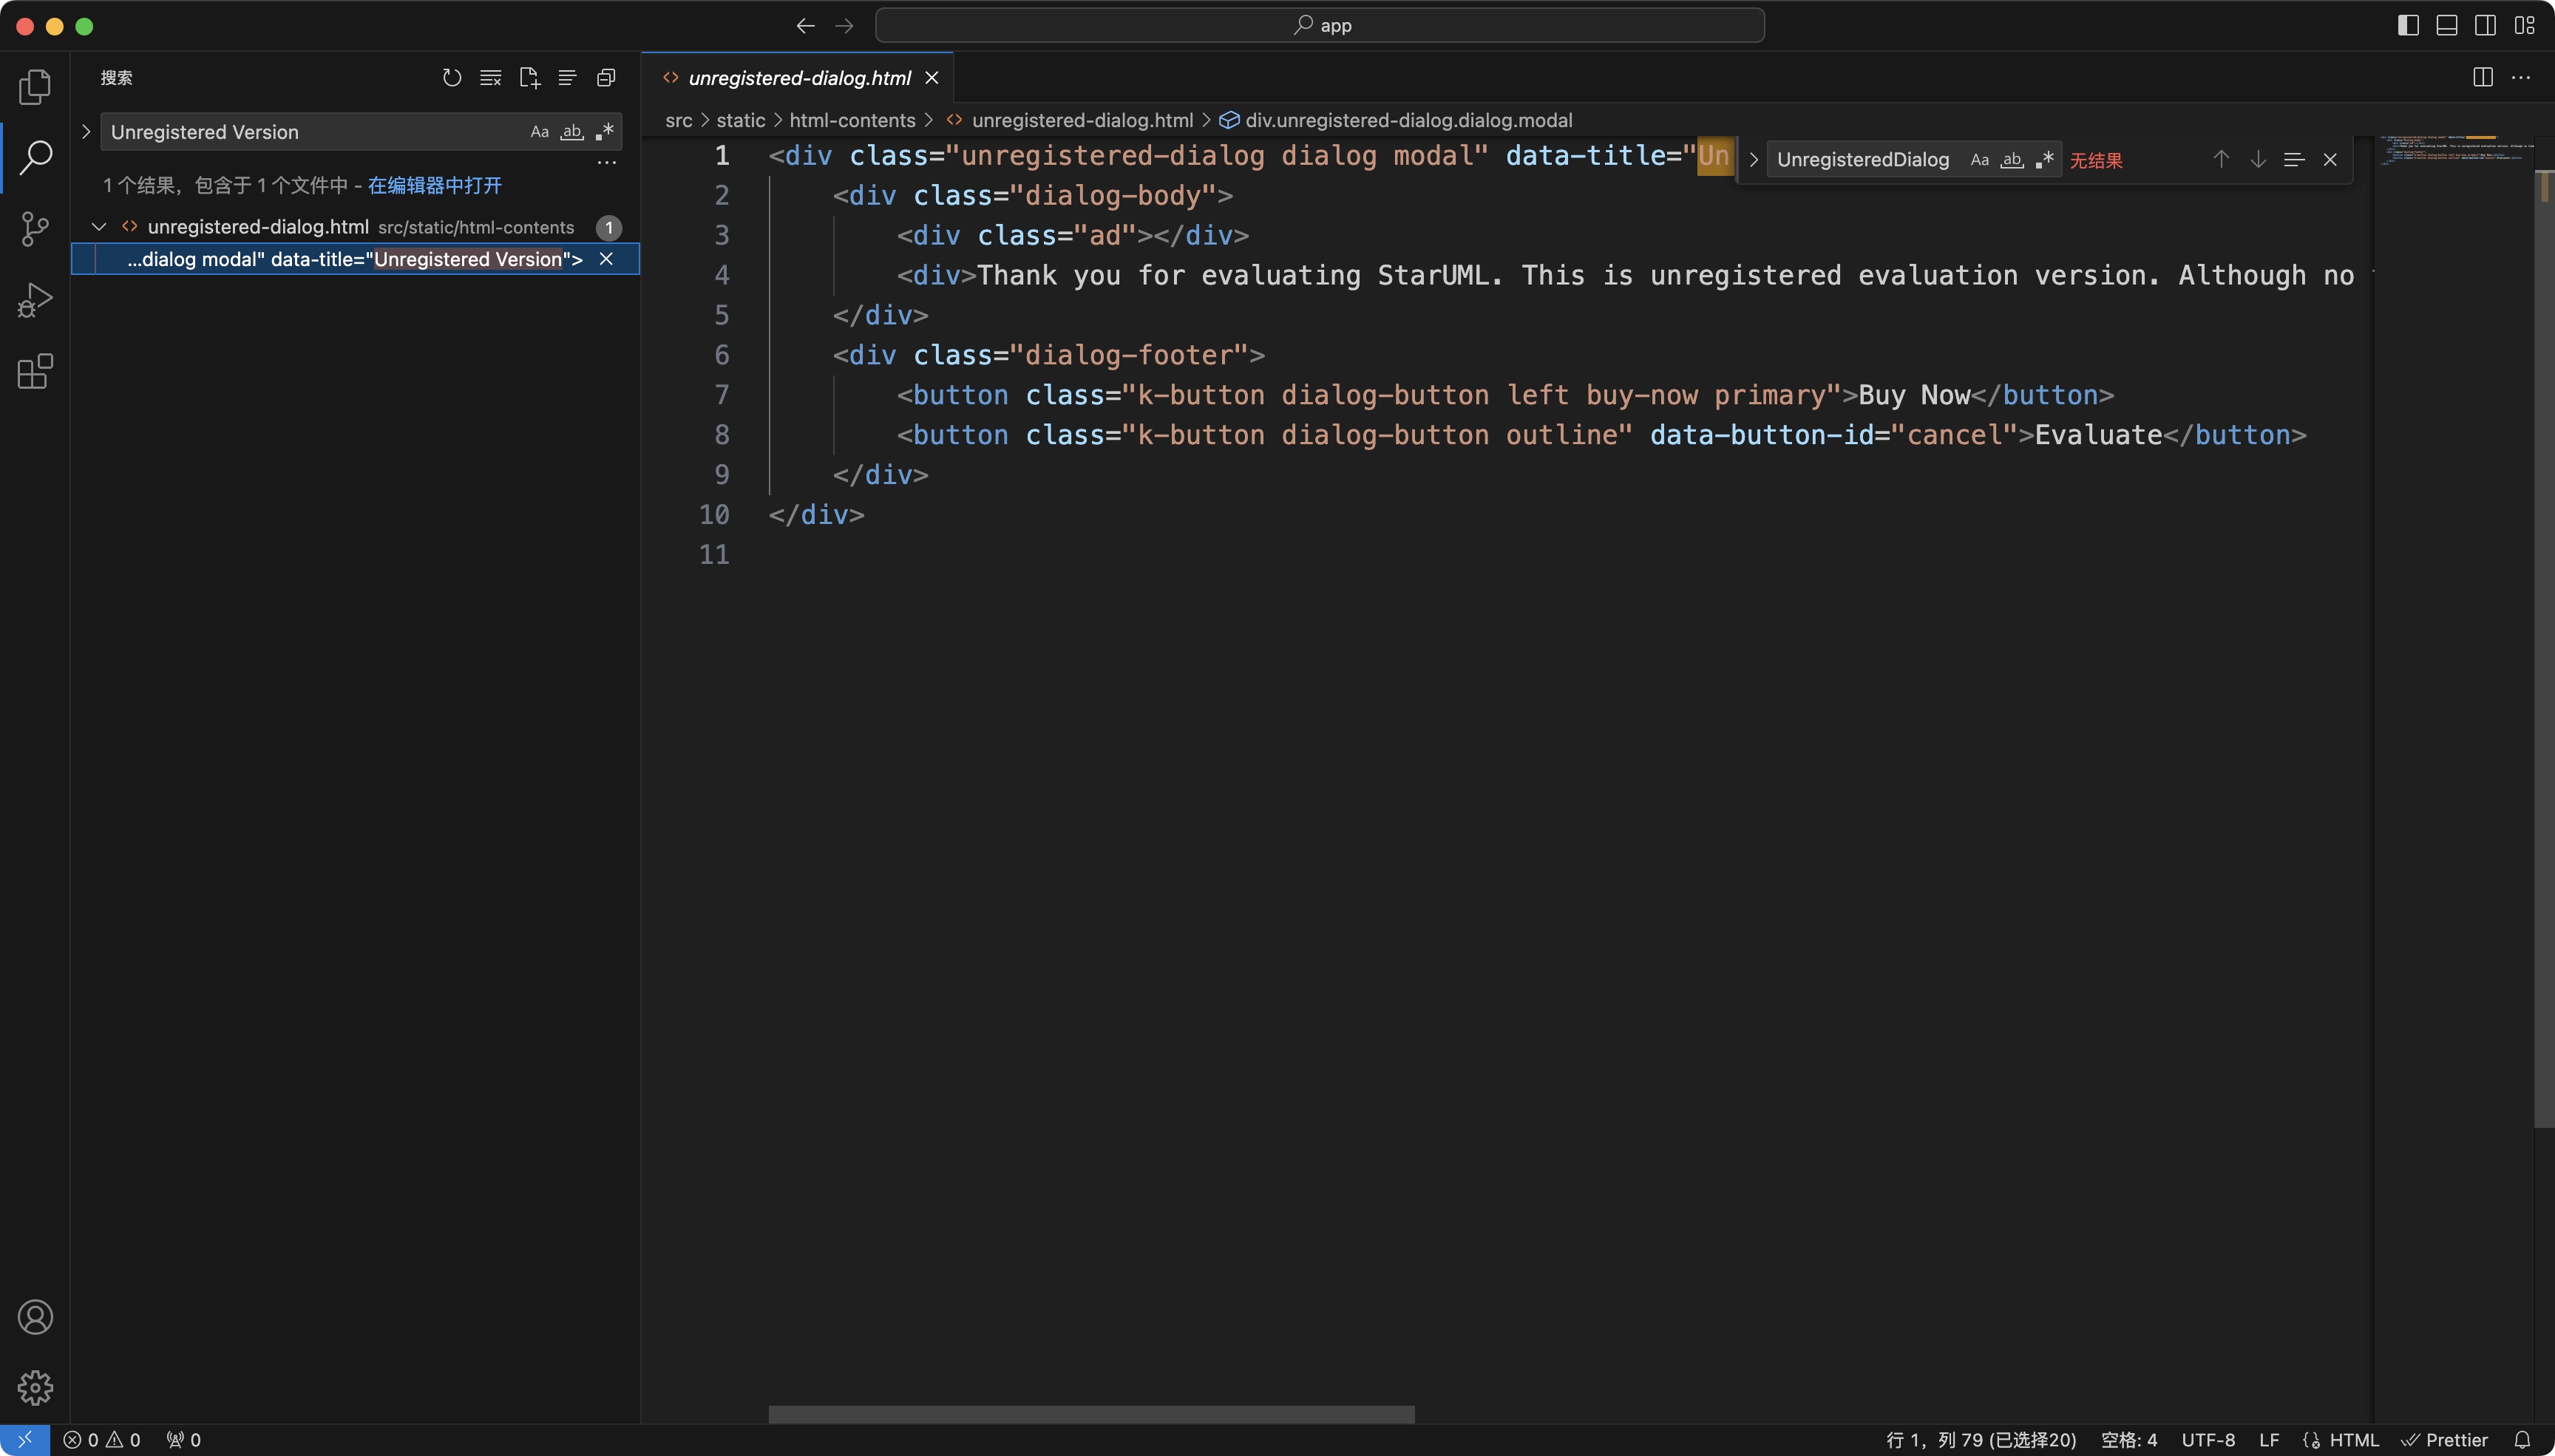 app
搜索
Unregistered Version
Aa ab .*
1 个结果，包含于 1 个文件中 - 在编辑器中打开
unregistered-dialog.html src/static/html-contents 1
...dialog modal" data-title="Unregistered Version">
unregistered-dialog.html
src > static > html-contents > unregistered-dialog.html > div.unregistered-dialog.dialog.modal
UnregisteredDialog Aa ab .* 无结果
1 <div class="unregistered-dialog dialog modal" data-title="Un
2 <div class="dialog-body">
3 <div class="ad"></div>
4 <div>Thank you for evaluating StarUML. This is unregistered evaluation version. Although no
5 </div>
6 <div class="dialog-footer">
7 <button class="k-button dialog-button left buy-now primary">Buy Now</button>
8 <button class="k-button dialog-button outline" data-button-id="cancel">Evaluate</button>
9 </div>
10 </div>
11
0 0 0
行 1，列 79 (已选择20) 空格: 4 UTF-8 LF HTML Prettier